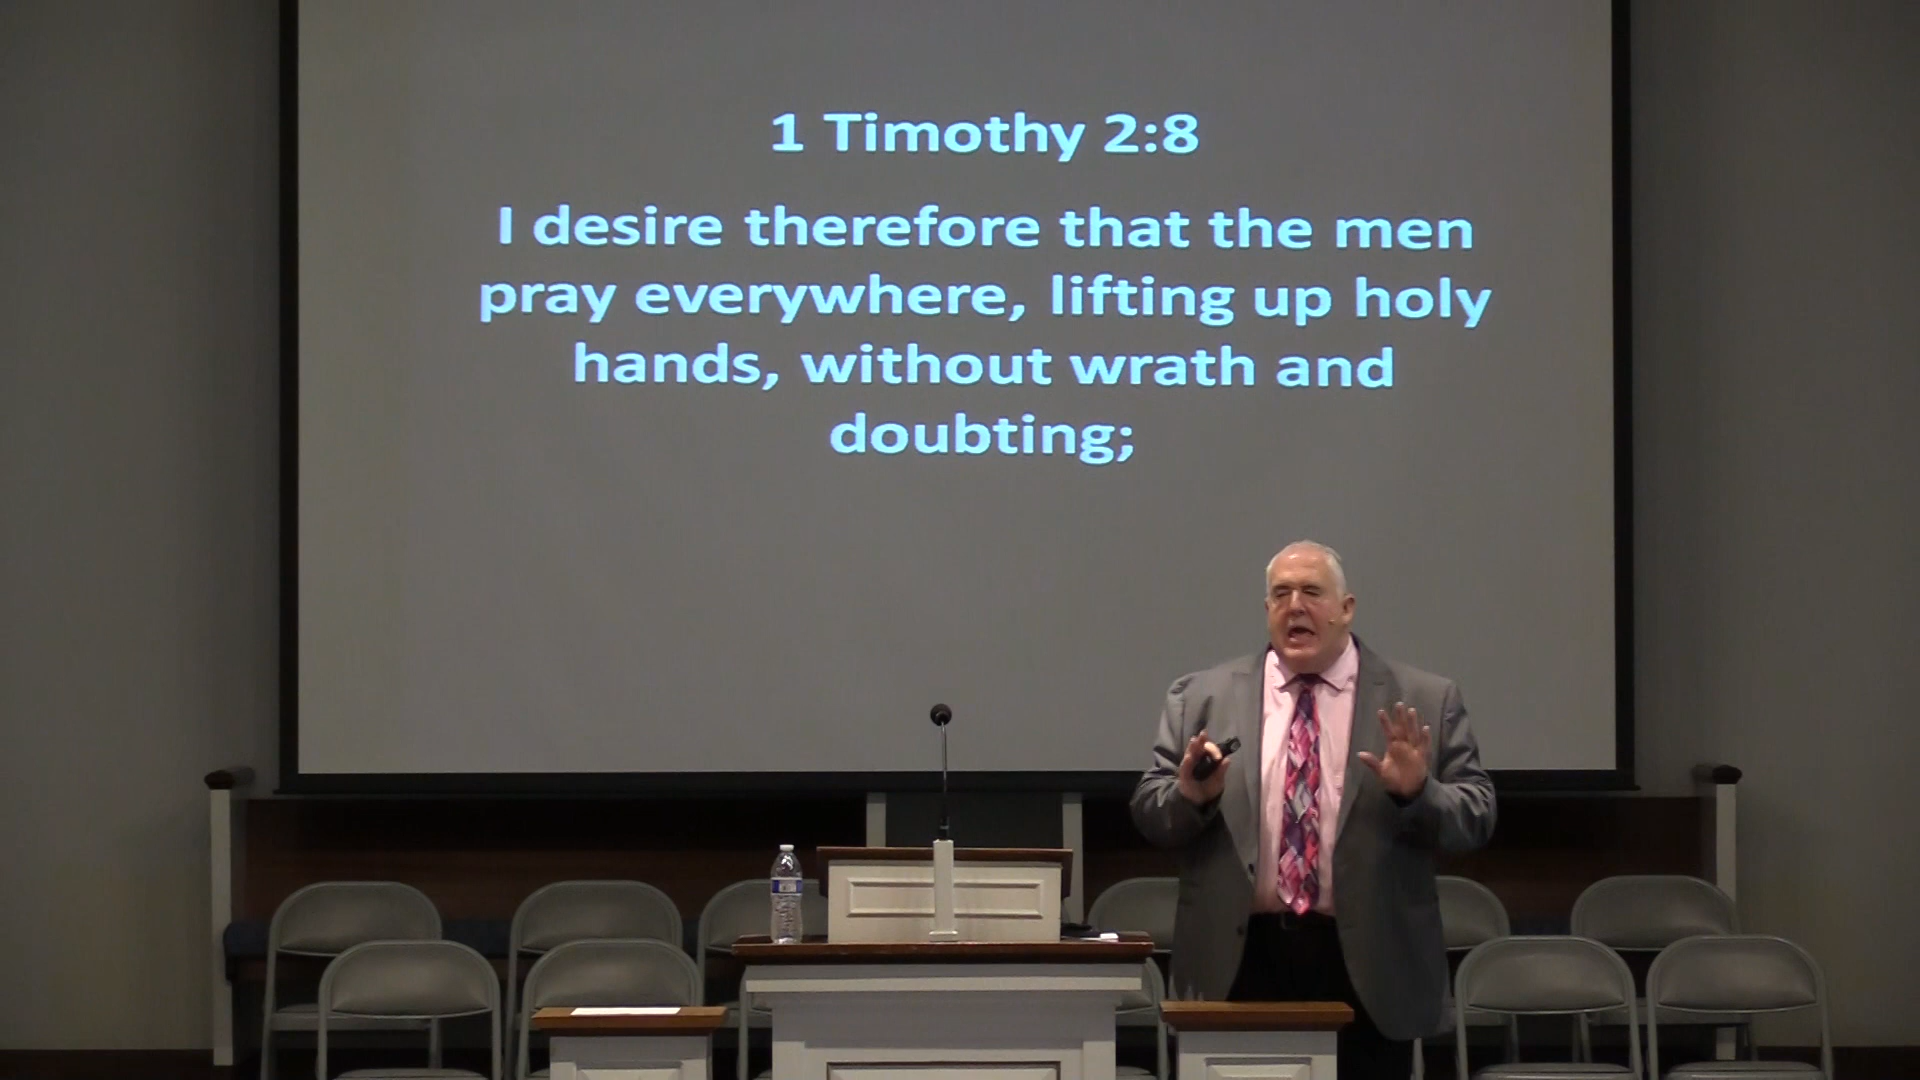 1 Timothy 2:8
I desire therefore that the men
pray everywhere, lifting up holy
hands, without wrath and
doubting;